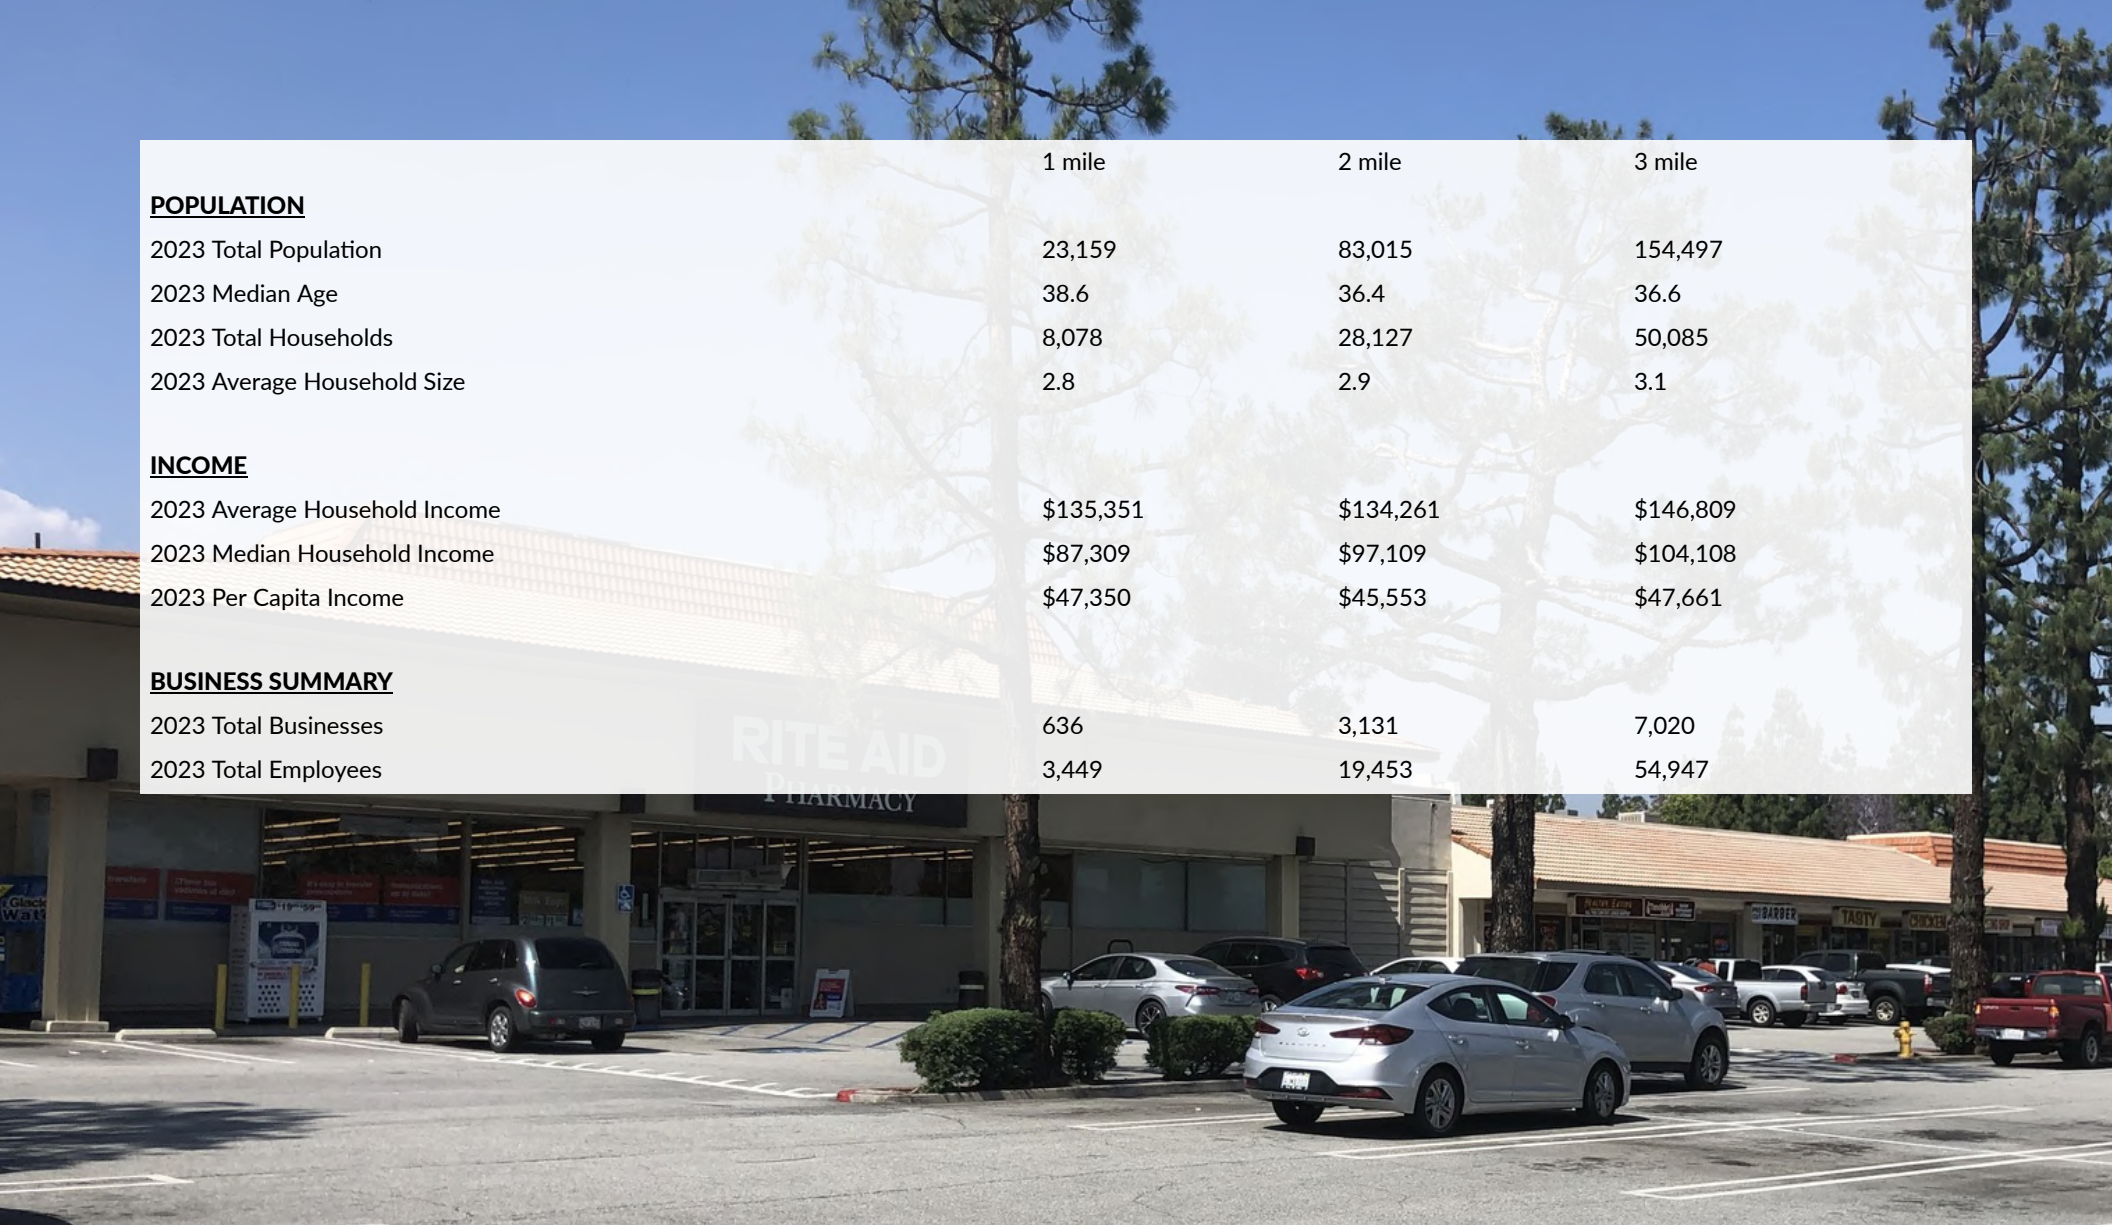 1 mile 2 mile 3 mile
POPULATION
2023 Total Population 23,159 83,015 154,497
2023 Median Age 38.6 36.4 36.6
2023 Total Households 8,078 28,127 50,085
2023 Average Household Size 2.8 2.9 3.1
INCOME
2023 Average Household Income $135,351 $134,261 $146,809
2023 Median Household Income $87,309 $97,109 $104,108
2023 Per Capita Income $47,350 $45,553 $47,661
BUSINESS SUMMARY
2023 Total Businesses 636 3,131 7,020
2023 Total Employees 3,449 19,453 54,947
RITE AID
PHARMACY
BARBER
TASTY
CHICKEN